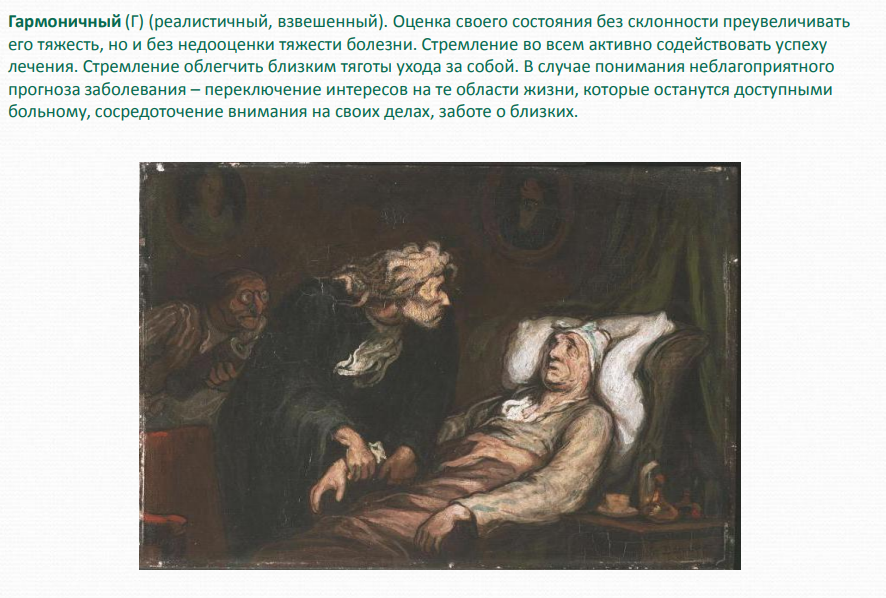 Гармоничный (Г) (реалистичный, взвешенный). Оценка своего состояния без склонности преувеличивать
его тяжесть, но и без недооценки тяжести болезни. Стремление во всем активно содействовать успеху
лечения. Стремление облегчить близким тяготы ухода за собой. В случае понимания неблагоприятного
прогноза заболевания – переключение интересов на те области жизни, которые останутся доступными
больному, сосредоточение внимания на своих делах, заботе о близких.